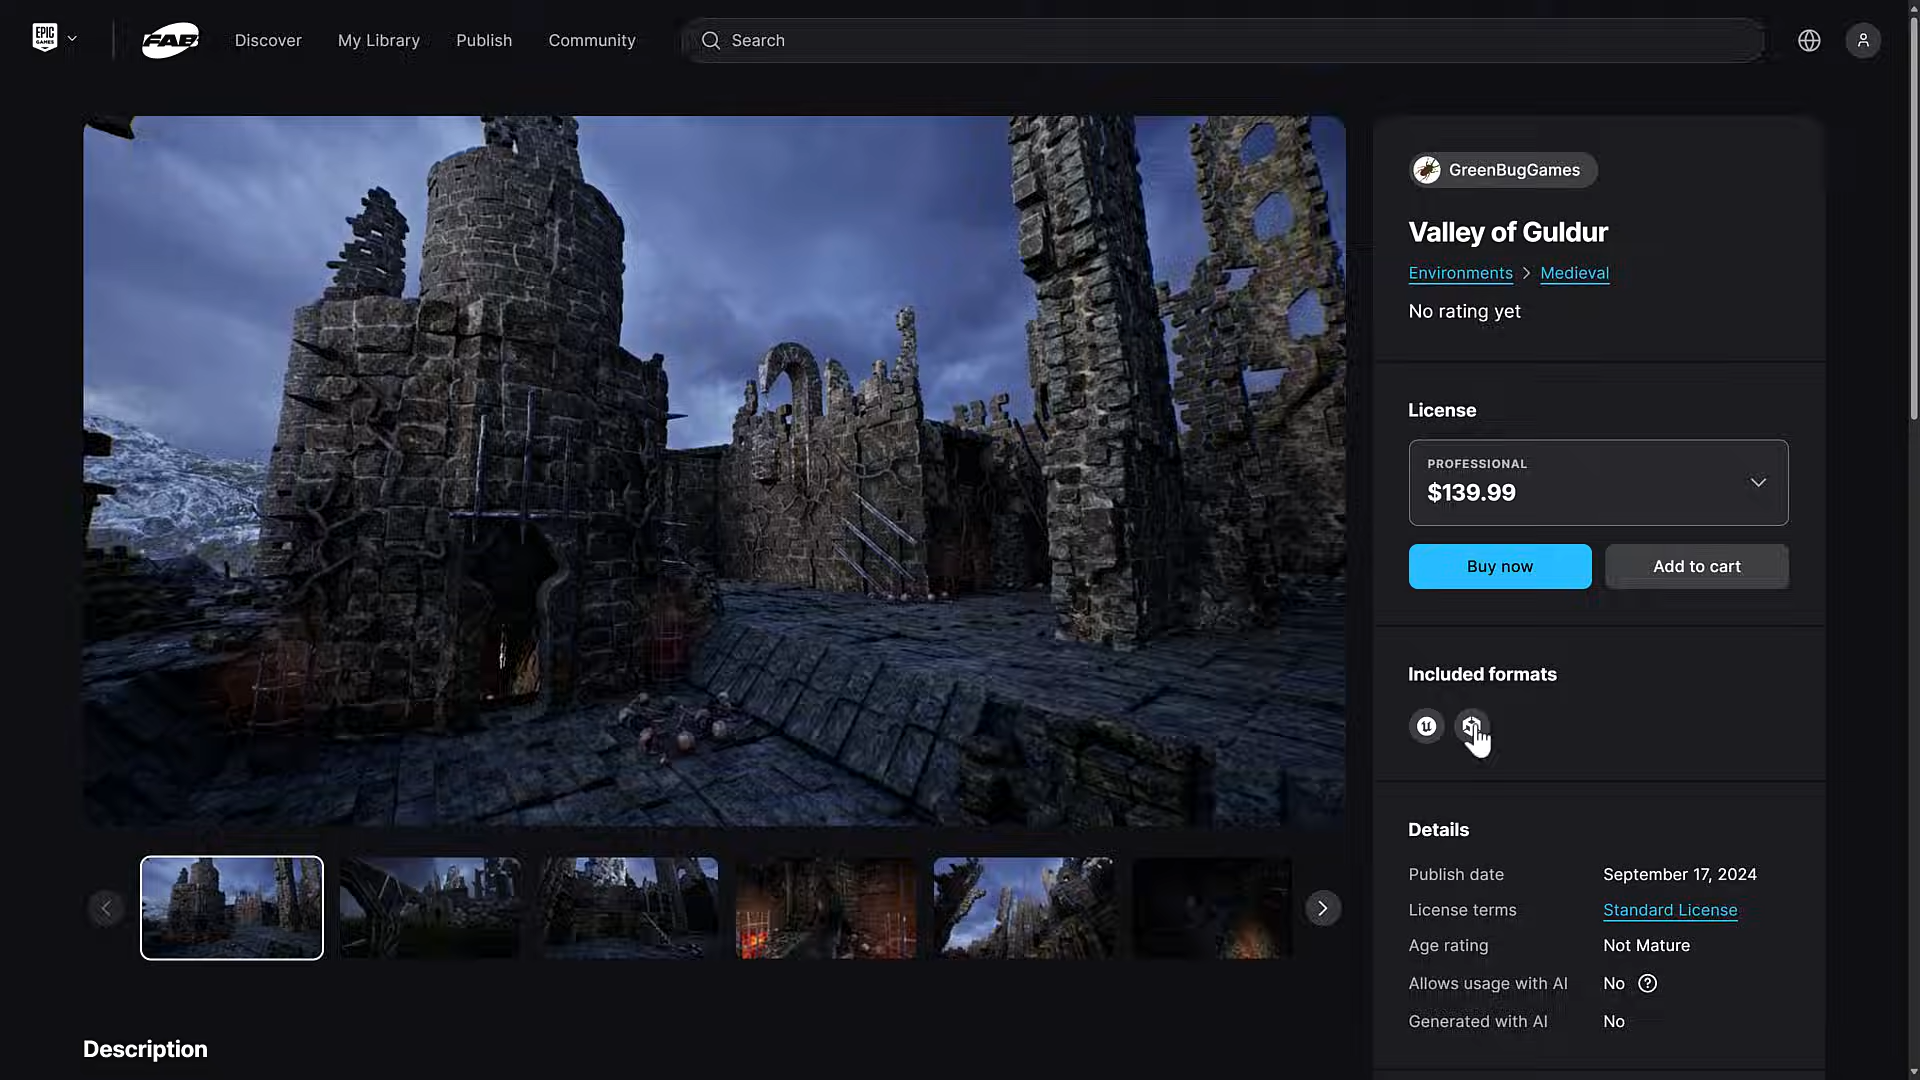 EPIC GAMES
FAB
Discover
My Library
Publish
Community
Search
GreenBugGames
Valley of Guldur
Environments > Medieval
No rating yet
License
PROFESSIONAL
$139.99
Buy now
Add to cart
Included formats
Details
Publish date September 17, 2024
License terms Standard License
Age rating Not Mature
Allows usage with AI No
Generated with AI No
Description